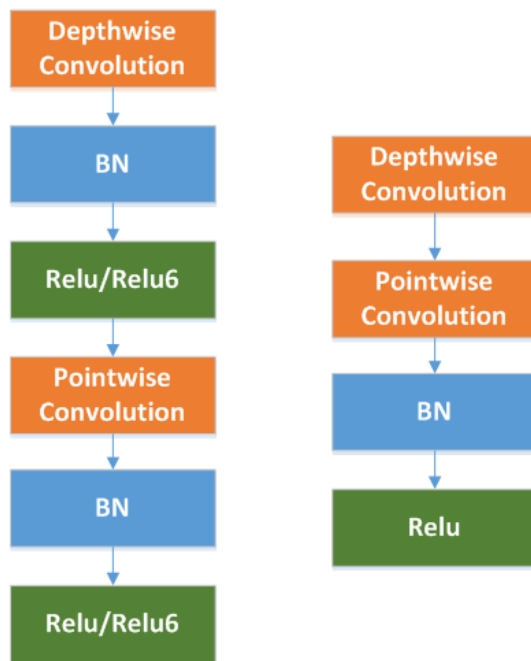 Depthwise
Convolution
BN
Relu/Relu6
Pointwise
Convolution
BN
Relu/Relu6
Depthwise
Convolution
Pointwise
Convolution
BN
Relu